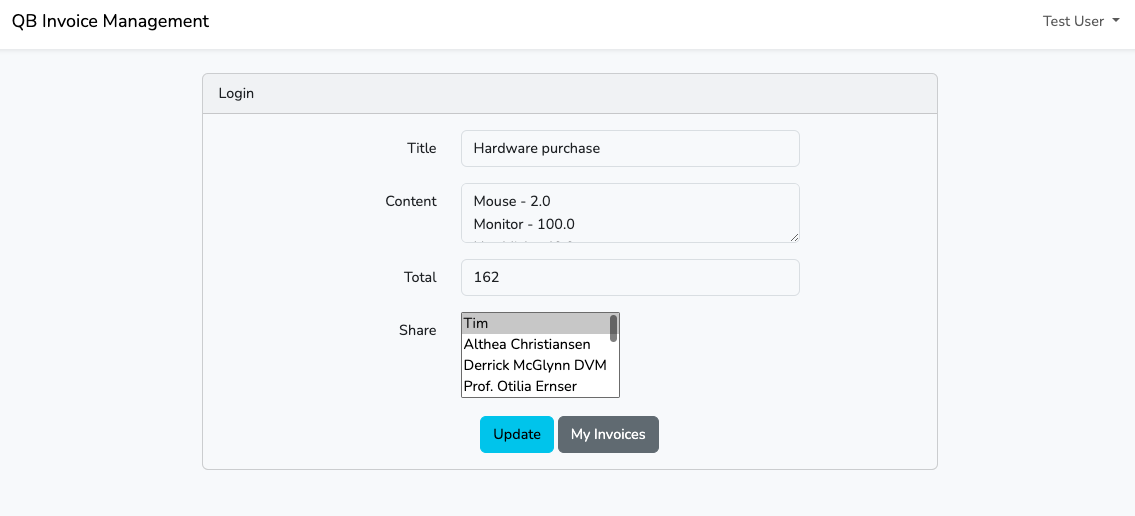 QB Invoice Management
Test User
Login
Title
Hardware purchase
Content
Mouse - 2.0
Monitor - 100.0
Total
162
Share
Tim
Althea Christiansen
Derrick McGlynn DVM
Prof. Otilia Ernser
Update
My Invoices